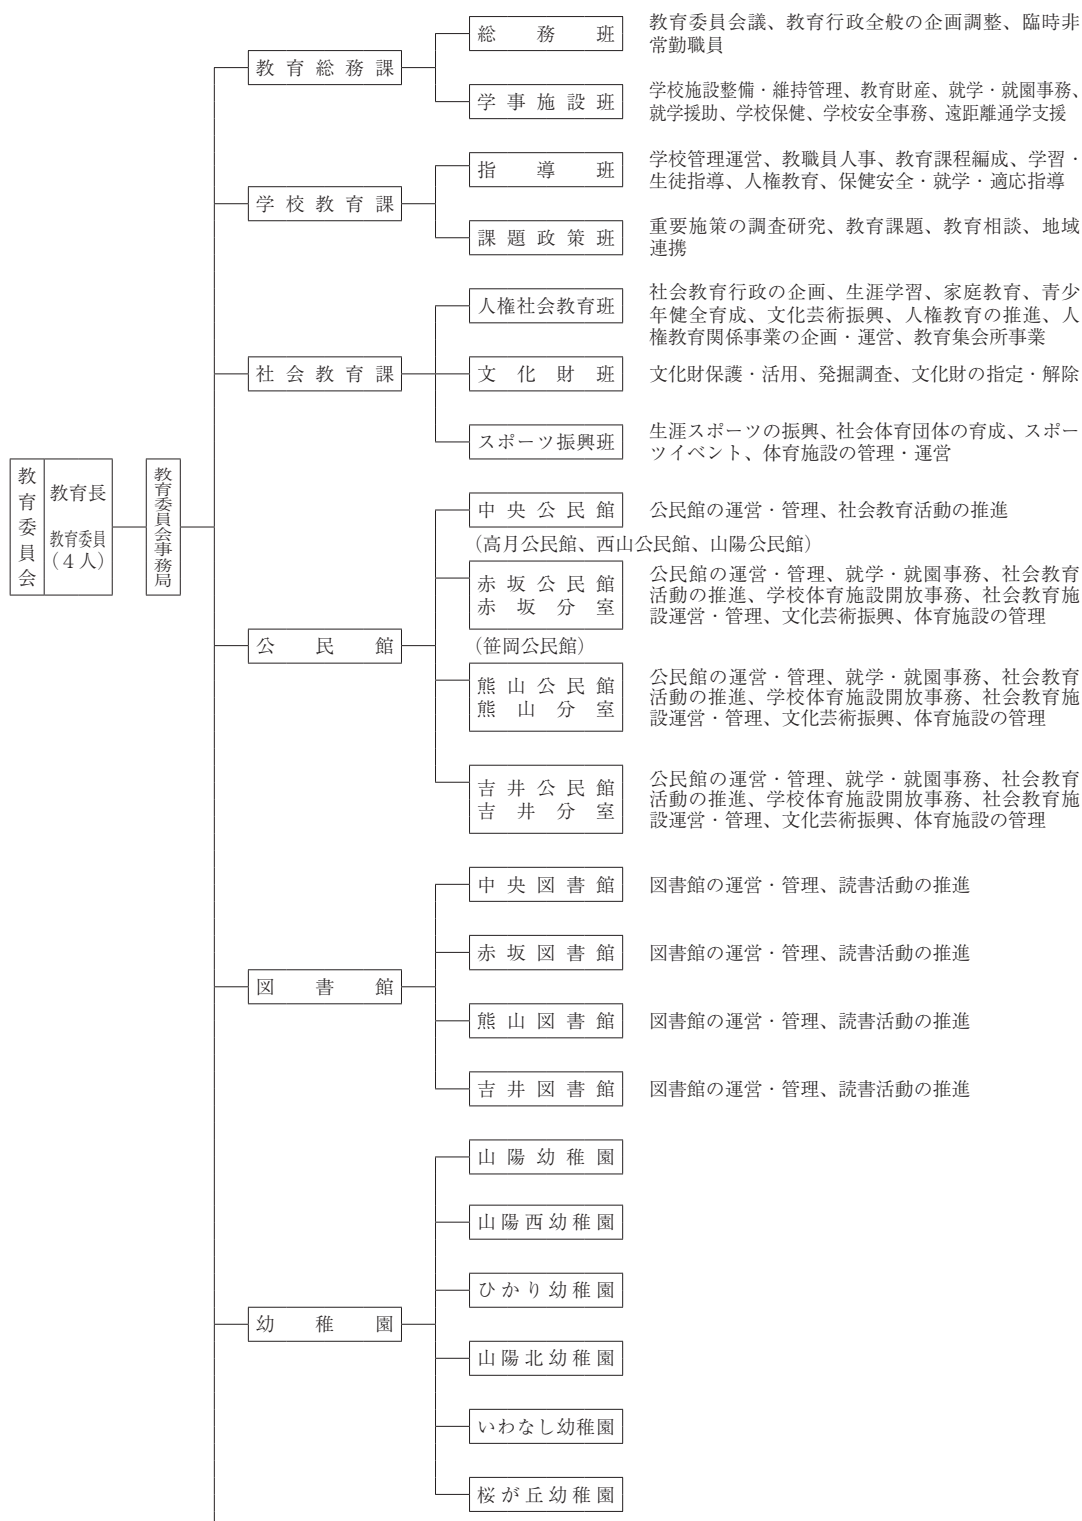 総務班
教育委員会議、教育行政全般の企画調整、臨時非
常勤職員
教育総務課
学事施設班
学校施設整備・維持管理、教育財産、就学・就園事務、
就学援助、学校保健、学校安全事務、遠距離通学支援
指導班
学校管理運営、教職員人事、教育課程編成、学習・
生徒指導、人権教育、保健安全・就学・適応指導
学校教育課
課題政策班
重要施策の調査研究、教育課題、教育相談、地域
連携
人権社会教育班
社会教育行政の企画、生涯学習、家庭教育、青少
年健全育成、文化芸術振興、人権教育の推進、人
権教育関係事業の企画・運営、教育集会所事業
社会教育課
文化財班
文化財保護・活用、発掘調査、文化財の指定・解除
スポーツ振興班
生涯スポーツの振興、社会体育団体の育成、スポー
ツイベント、体育施設の管理・運営
教育委員会
教育長
教育委員
（4人）
教育委員会事務局
中央公民館
公民館の運営・管理、社会教育活動の推進
（高月公民館、西山公民館、山陽公民館）
赤坂公民館
赤坂分室
公民館の運営・管理、就学・就園事務、社会教育
活動の推進、学校体育施設開放事務、社会教育施
設運営・管理、文化芸術振興、体育施設の管理
公民館
（笹岡公民館）
熊山公民館
熊山分室
公民館の運営・管理、就学・就園事務、社会教育
活動の推進、学校体育施設開放事務、社会教育施
設運営・管理、文化芸術振興、体育施設の管理
吉井公民館
吉井分室
公民館の運営・管理、就学・就園事務、社会教育
活動の推進、学校体育施設開放事務、社会教育施
設運営・管理、文化芸術振興、体育施設の管理
中央図書館
図書館の運営・管理、読書活動の推進
赤坂図書館
図書館の運営・管理、読書活動の推進
図書館
熊山図書館
図書館の運営・管理、読書活動の推進
吉井図書館
図書館の運営・管理、読書活動の推進
山陽幼稚園
山陽西幼稚園
ひかり幼稚園
幼稚園
山陽北幼稚園
いわなし幼稚園
桜が丘幼稚園